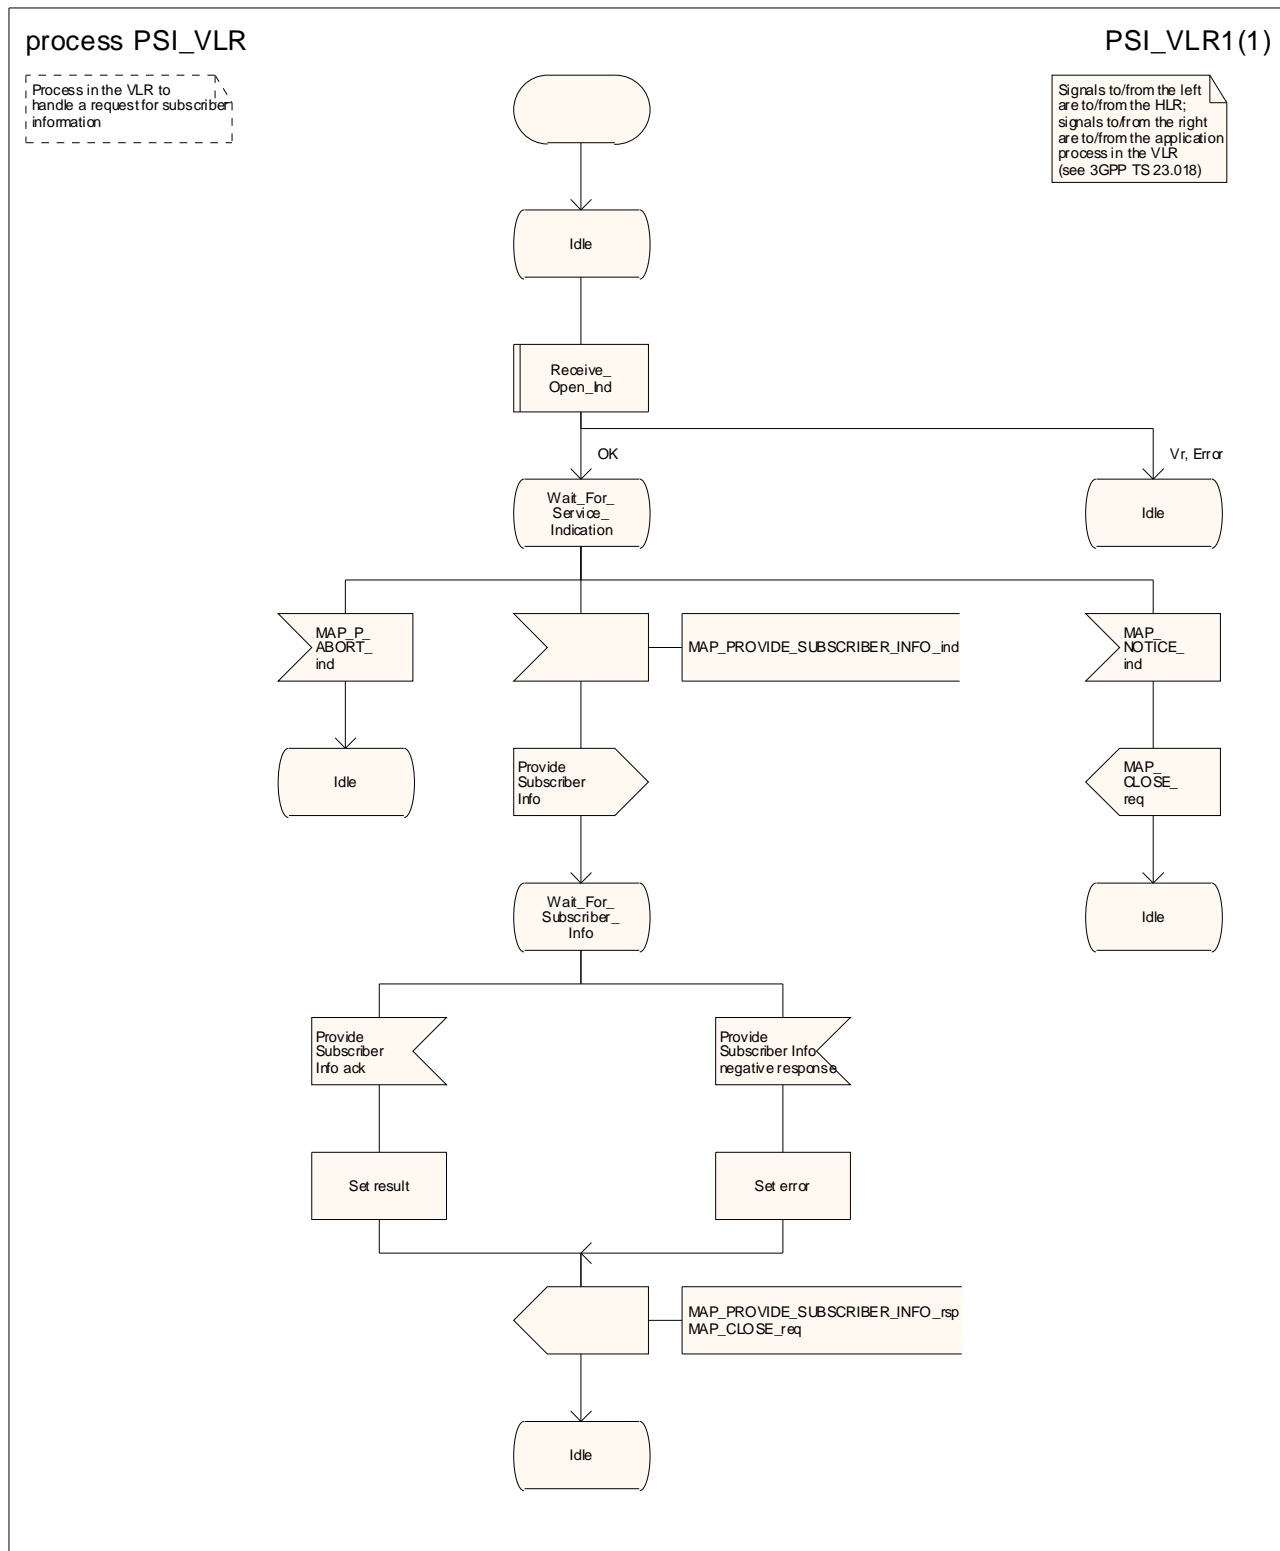 process PSI_VLR
PSI_VLR1(1)
Process in the VLR to
handle a request for subscriber
information
Signals to/from the left
are to/from the HLR;
signals to/from the right
are to/from the application
process in the VLR
(see 3GPP TS 23.018)
Idle
Receive_
Open_Ind
OK
Vr, Error
Wait_For_
Service_
Indication
Idle
MAP_P_
ABORT_
ind
MAP_PROVIDE_SUBSCRIBER_INFO_ind
MAP_
NOTICE_
ind
Idle
Provide
Subscriber
Info
MAP_
CLOSE_
req
Wait_For_
Subscriber_
Info
Idle
Provide
Subscriber
Info ack
Provide
Subscriber Info
negative response
Set result
Set error
MAP_PROVIDE_SUBSCRIBER_INFO_rsp
MAP_CLOSE_req
Idle